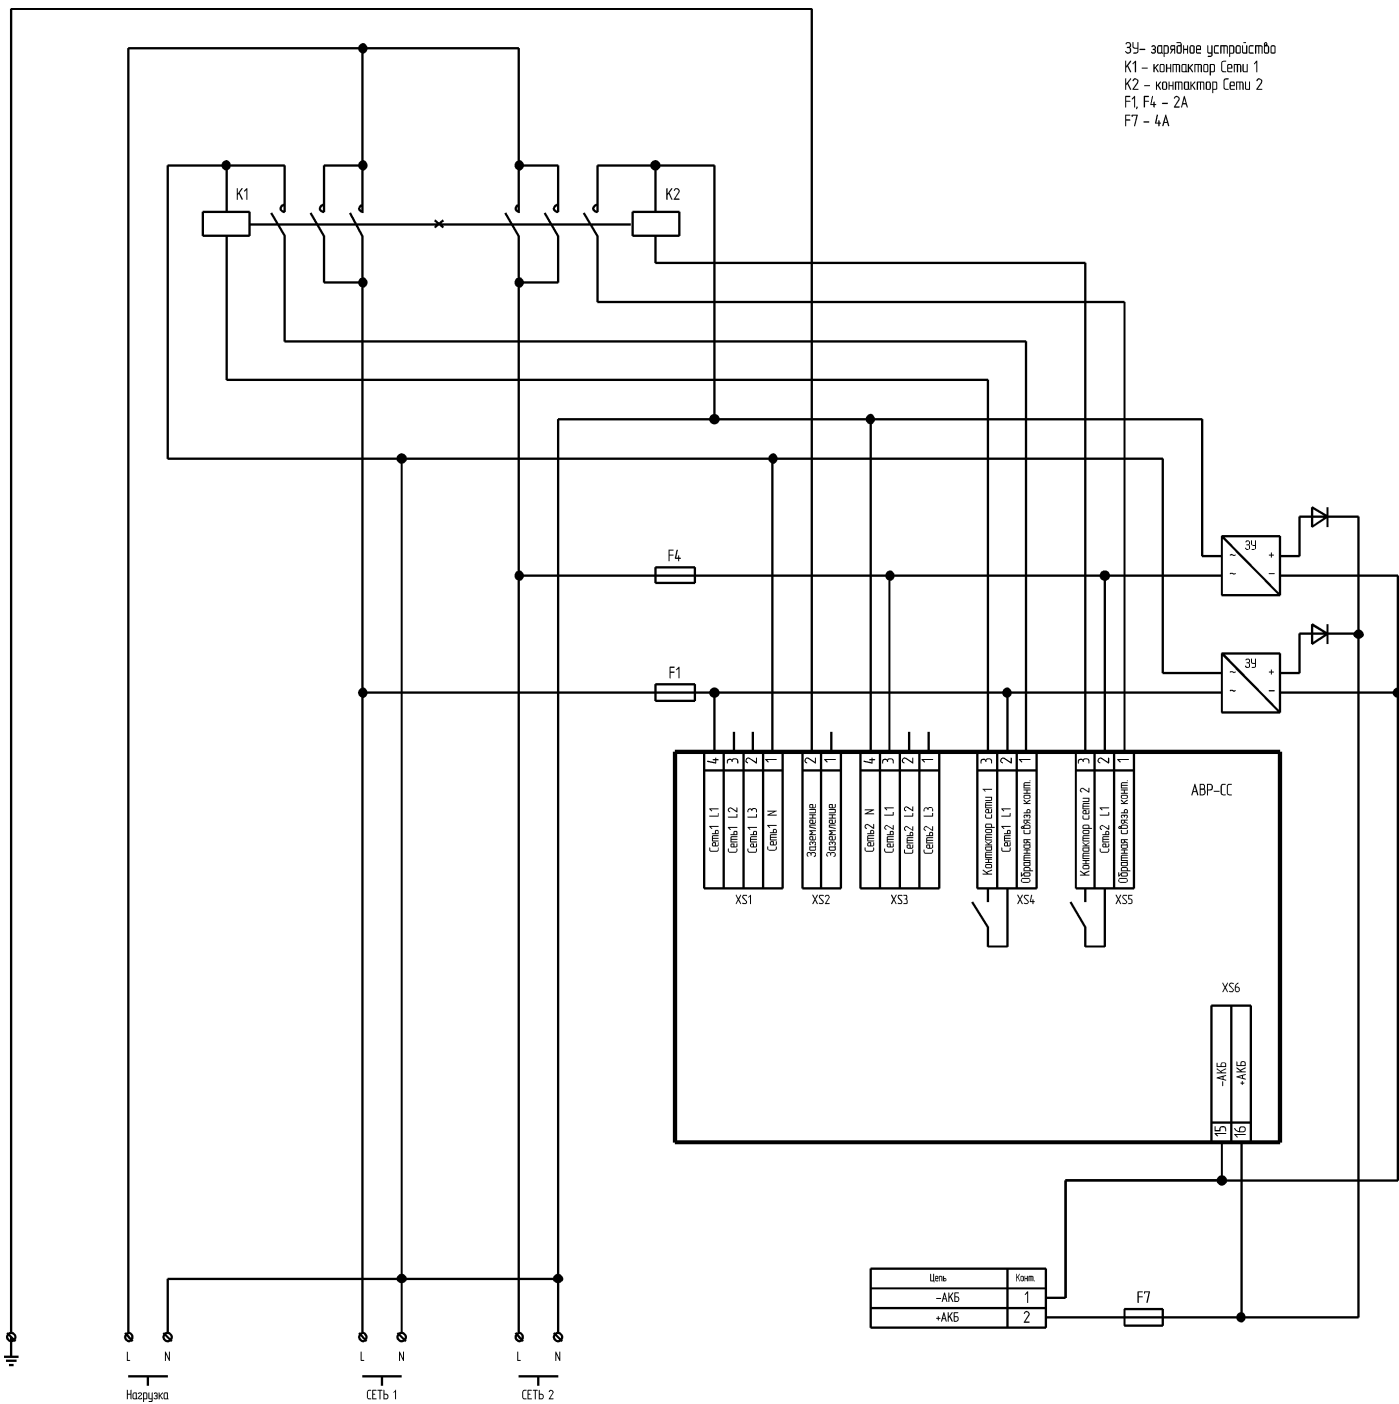 ЗУ- зарядное устройство
К1 - контактор Сети 1
К2 - контактор Сети 2
F1, F4 - 2А
F7 - 4А
К1
К2
F4
ЗУ
~ +
~ -
F1
ЗУ
~ +
~ -
4 3 2 1
2 1
4 3 2 1
3 2 1
3 2 1
АВР-СС
Сеть1 L1
Сеть1 L2
Сеть1 L3
Сеть1 N
Заземление
Заземление
Сеть2 N
Сеть2 L1
Сеть2 L2
Сеть2 L3
Контактор сети 1
Сеть1 L1
Обратная связь конт.
Контактор сети 2
Сеть2 L1
Обратная связь конт.
XS1 XS2 XS3 XS4 XS5
XS6
-АКБ
+АКБ
15 16
Цепь Конт.
-АКБ 1
+АКБ 2
F7
L N L N L N
Нагрузка СЕТЬ 1 СЕТЬ 2